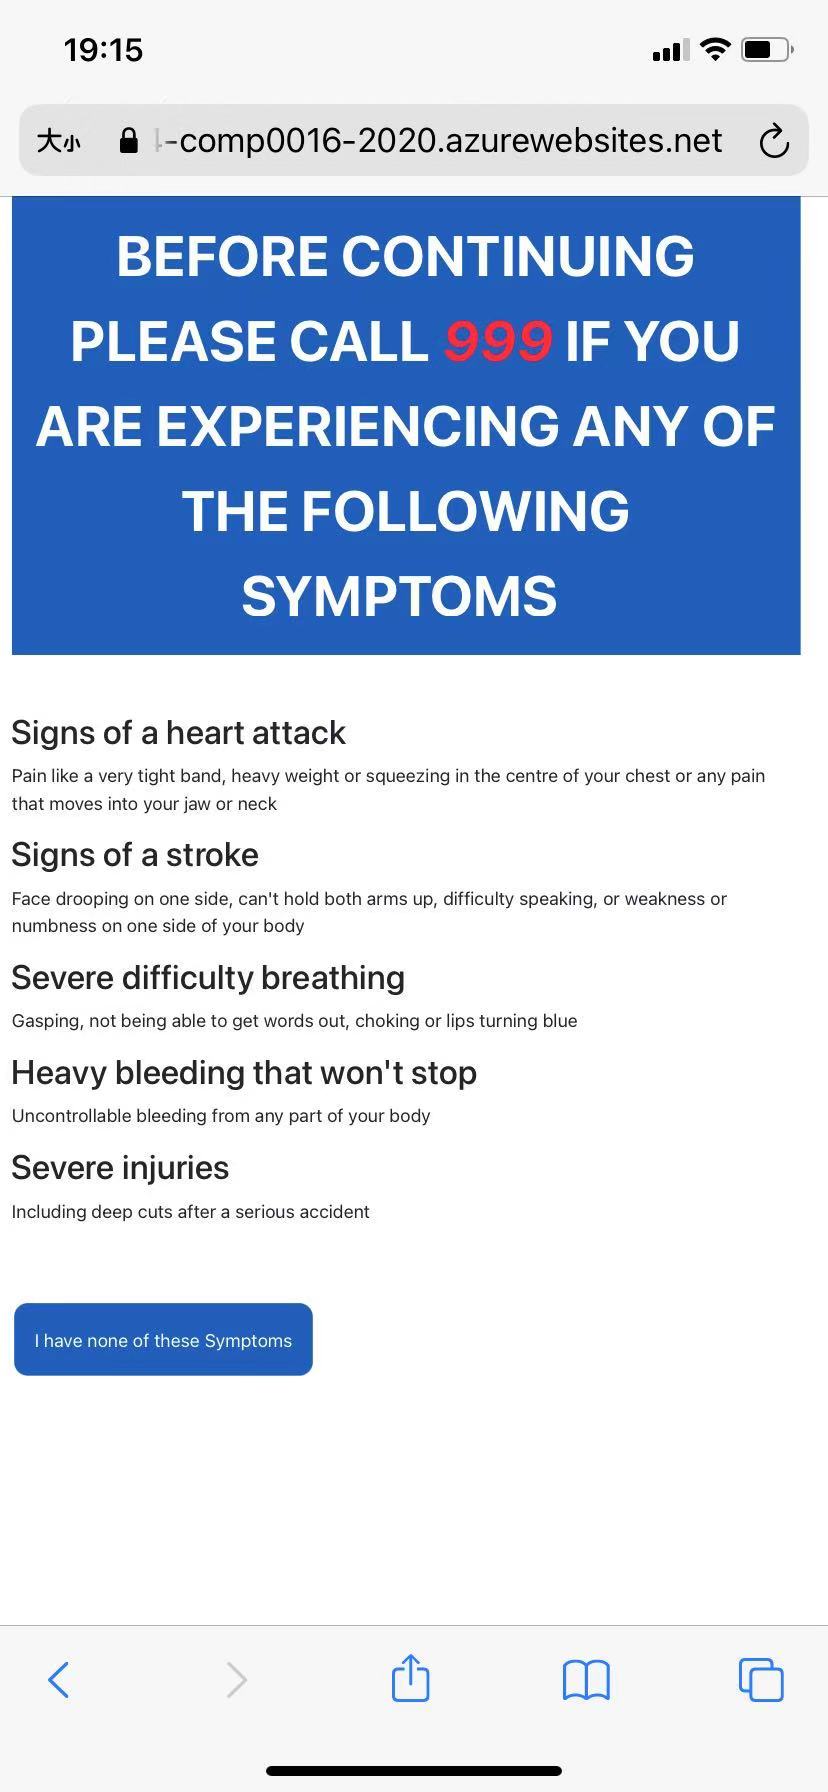 19:15
大小
-comp0016-2020.azurewebsites.net
BEFORE CONTINUING
PLEASE CALL 999 IF YOU
ARE EXPERIENCING ANY OF
THE FOLLOWING
SYMPTOMS
Signs of a heart attack
Pain like a very tight band, heavy weight or squeezing in the centre of your chest or any pain
that moves into your jaw or neck
Signs of a stroke
Face drooping on one side, can't hold both arms up, difficulty speaking, or weakness or
numbness on one side of your body
Severe difficulty breathing
Gasping, not being able to get words out, choking or lips turning blue
Heavy bleeding that won't stop
Uncontrollable bleeding from any part of your body
Severe injuries
Including deep cuts after a serious accident
I have none of these Symptoms